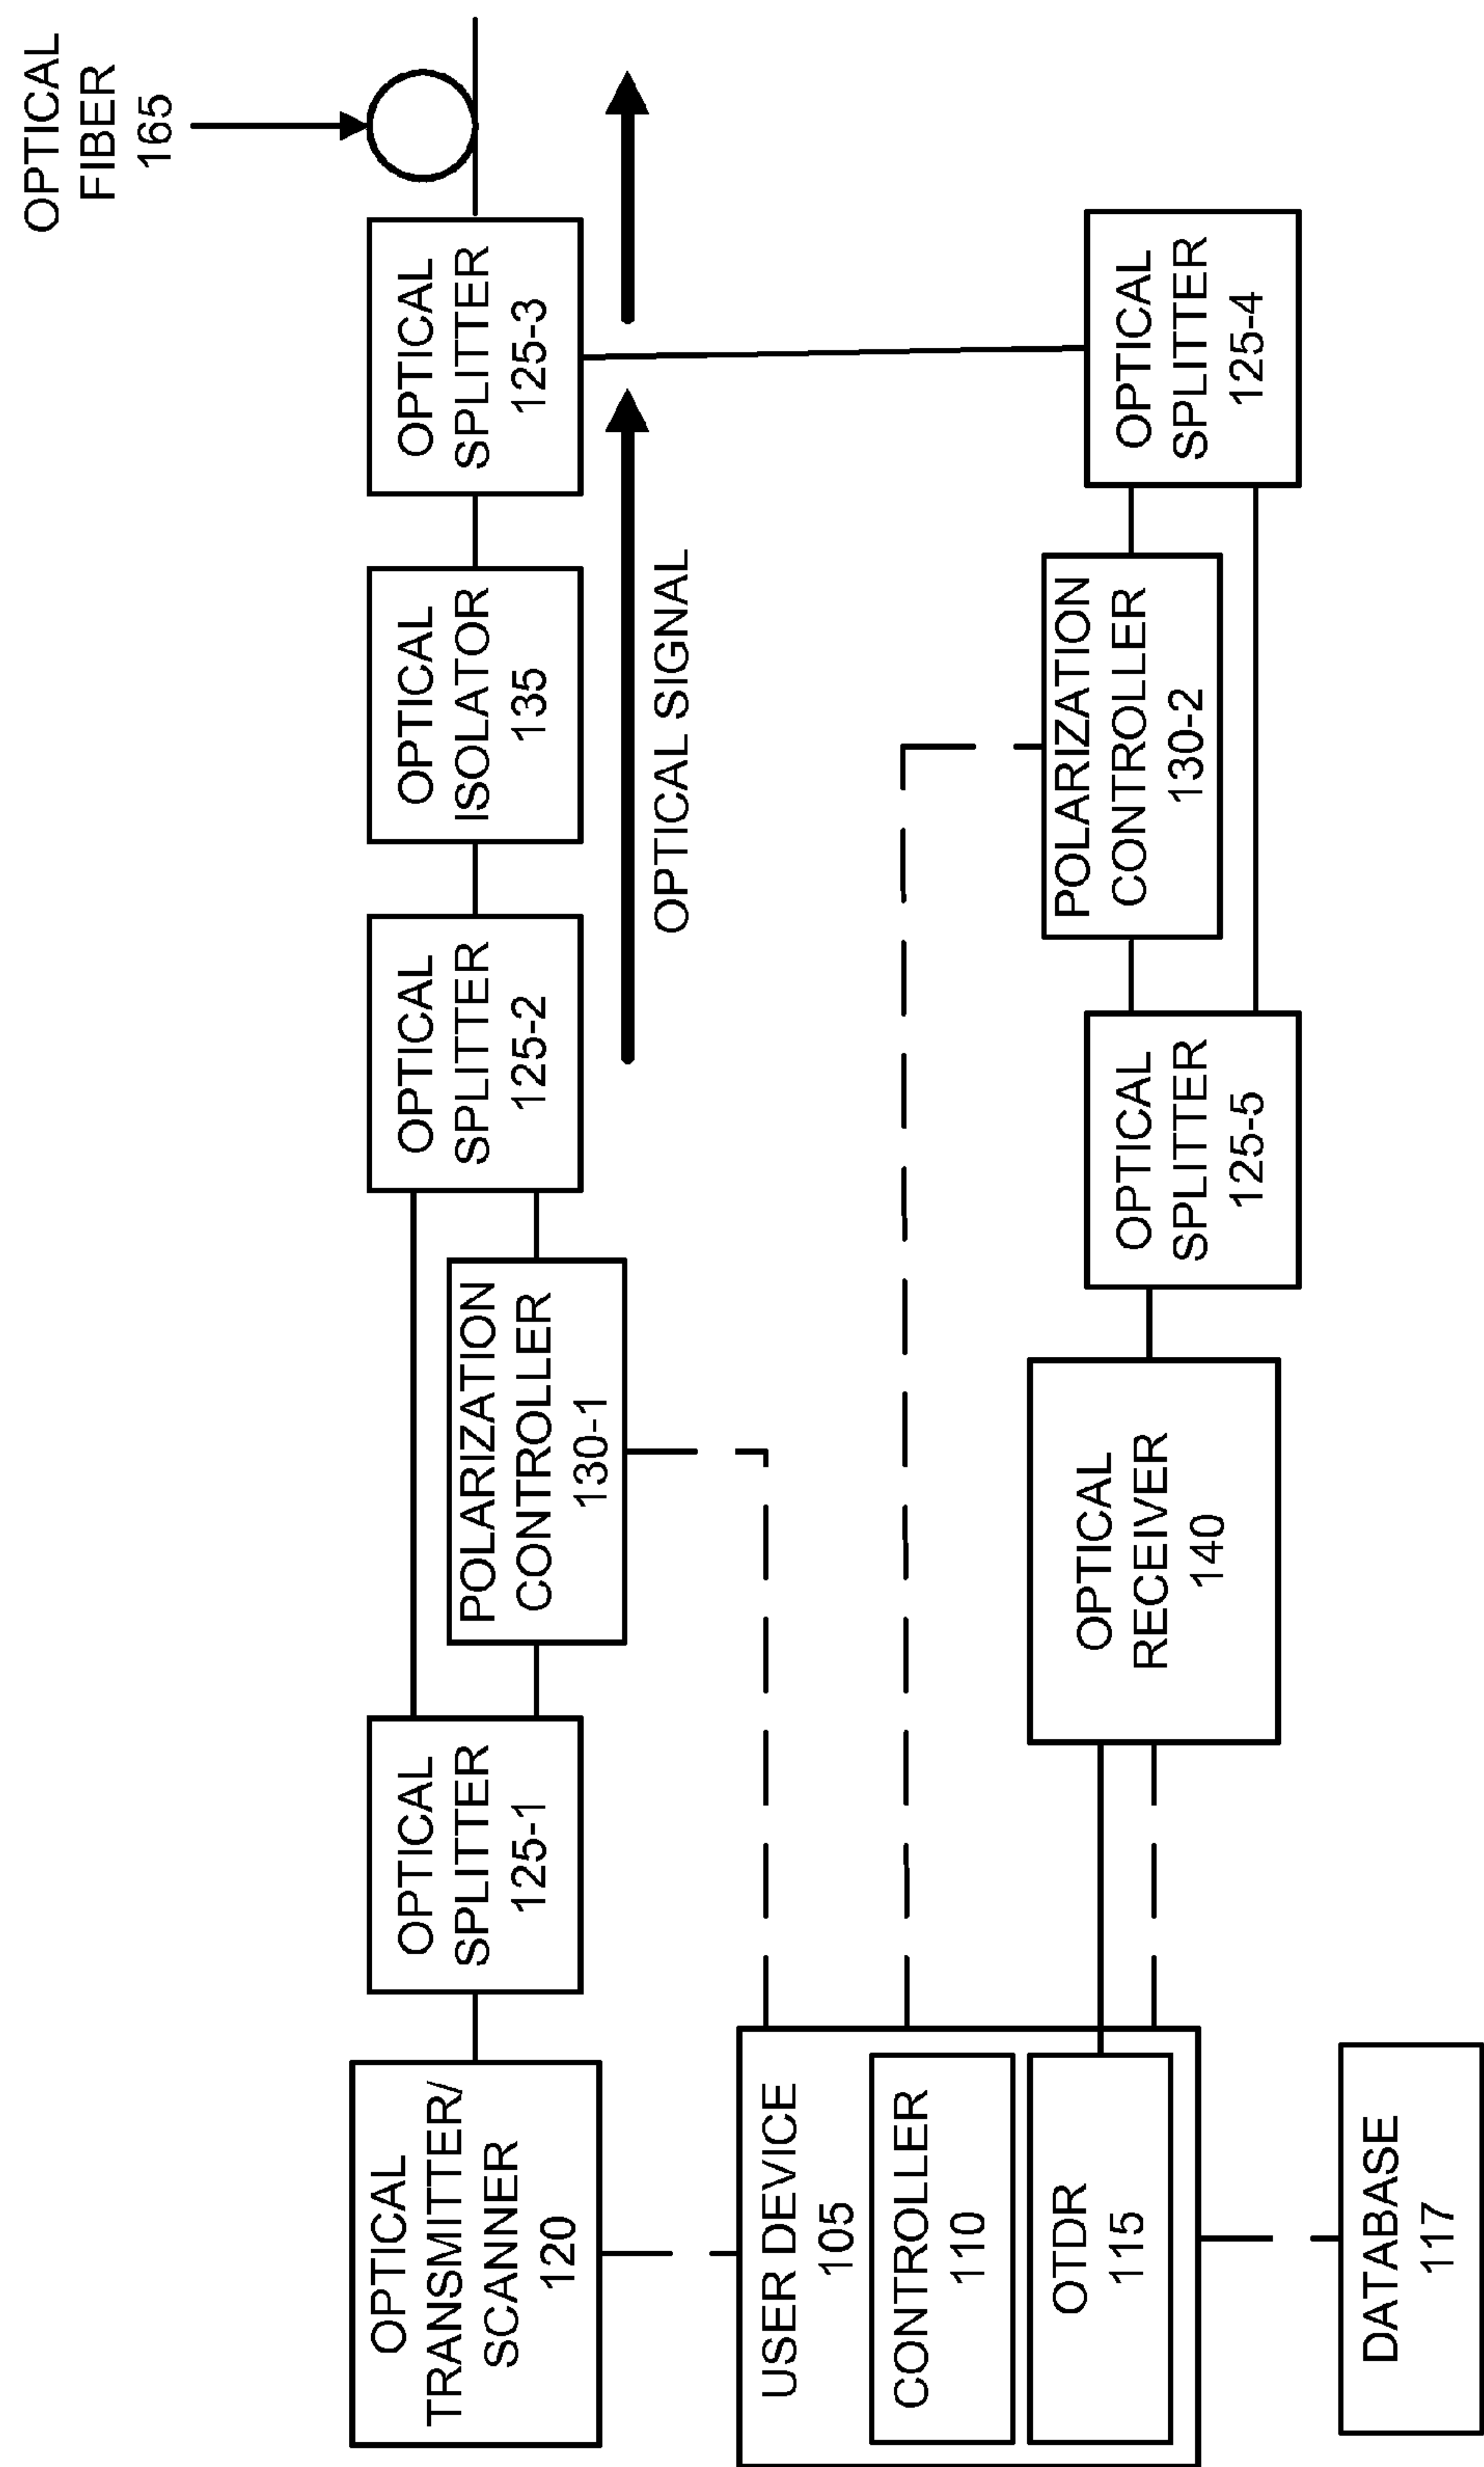 OPTICAL
FIBER
165
OPTICAL
TRANSMITTER/
SCANNER
120
OPTICAL
SPLITTER
125-1
POLARIZATION
CONTROLLER
130-1
OPTICAL
SPLITTER
125-2
OPTICAL
ISOLATOR
135
OPTICAL
SPLITTER
125-3
OPTICAL SIGNAL
USER DEVICE
105
CONTROLLER
110
OTDR
115
OPTICAL
RECEIVER
140
OPTICAL
SPLITTER
125-5
POLARIZATION
CONTROLLER
130-2
OPTICAL
SPLITTER
125-4
DATABASE
117